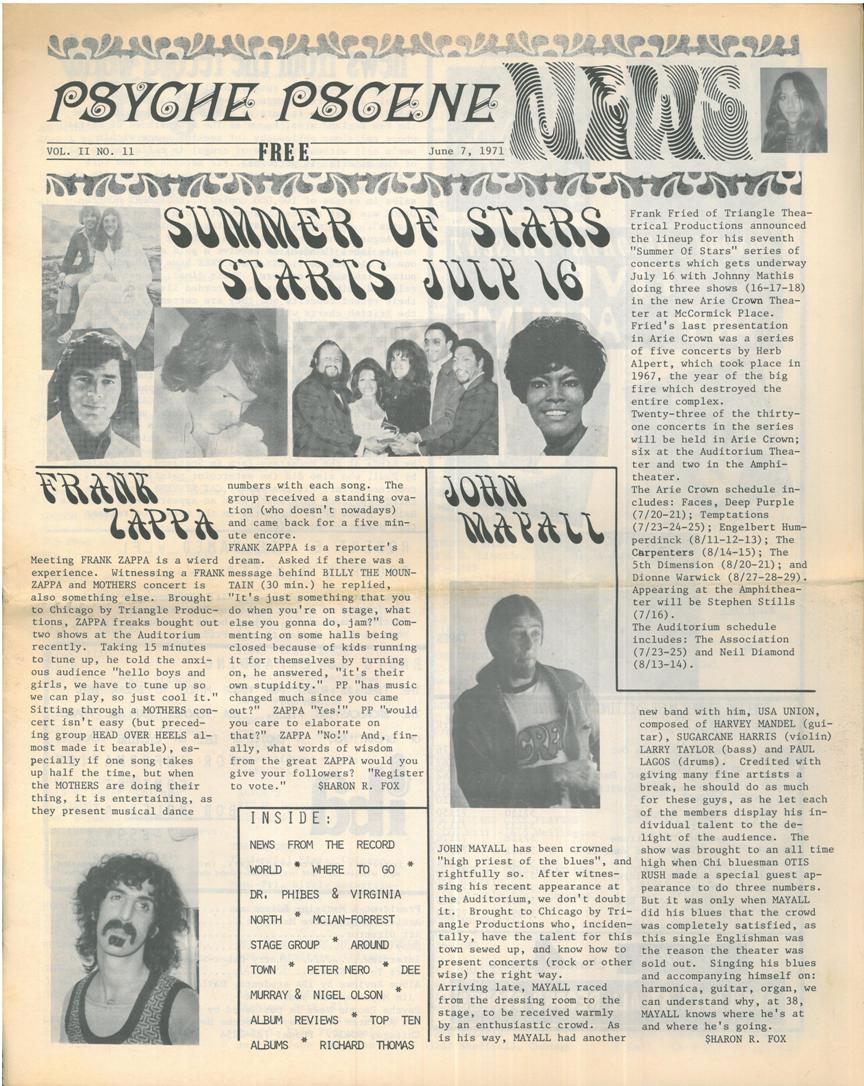 PSYCHE PSCENE NEWS
VOL. II NO. 11
FREE
June 7, 1971
SUMMER OF STARS
STARTS JULY 16
Frank Fried of Triangle Thea-
trical Productions announced
the lineup for his seventh
"Summer Of Stars" series of
concerts which gets underway
July 16 with Johnny Mathis
doing three shows (16-17-18)
in the new Arie Crown Thea-
ter at McCormick Place.
Fried's last presentation
in Arie Crown was a series
of five concerts by Herb
Alpert, which took place in
1967, the year of the big
fire which destroyed the
entire complex.
Twenty-three of the thirty-
one concerts in the series
will be held in Arie Crown;
six at the Auditorium Thea-
ter and two in the Amphi-
theater.
The Arie Crown schedule in-
cludes: Faces, Deep Purple
(7/20-21); Temptations
(7/23-24-25); Engelbert Hum-
perdinck (8/11-12-13); The
Carpenters (8/14-15); The
5th Dimension (8/20-21); and
Dionne Warwick (8/27-28-29).
Appearing at the Amphithea-
ter will be Stephen Stills
(7/16).
The Auditorium schedule
includes: The Association
(7/23-25) and Neil Diamond
(8/13-14).
FRANK
ZAPPA
Meeting FRANK ZAPPA is a wierd
experience. Witnessing a FRANK
ZAPPA and MOTHERS concert is
also something else. Brought
to Chicago by Triangle Produc-
tions, ZAPPA freaks bought out
two shows at the Auditorium
recently. Taking 15 minutes
to tune up, he told the anxi-
ous audience "hello boys and
girls, we have to tune up so
we can play, so just cool it."
Sitting through a MOTHERS con-
cert isn't easy (but preced-
ing group HEAD OVER HEELS al-
most made it bearable), es-
pecially if one song takes
up half the time, but when
the MOTHERS are doing their
thing, it is entertaining, as
they present musical dance
numbers with each song. The
group received a standing ova-
tion (who doesn't nowadays)
and came back for a five min-
ute encore.
FRANK ZAPPA is a reporter's
dream. Asked if there was a
message behind BILLY THE MOUN-
TAIN (30 min.) he replied,
"It's just something that you
do when you're on stage, what
else you gonna do, jam?" Com-
menting on some halls being
closed because of kids running
it for themselves by turning
on, he answered, "it's their
own stupidity." PP "has music
changed much since you came
out?" ZAPPA "Yes!" PP "would
you care to elaborate on
that?" ZAPPA "No!" And, fin-
ally, what words of wisdom
from the great ZAPPA would you
give your followers? "Register
to vote." $HARON R. FOX
INSIDE:
NEWS FROM THE RECORD
WORLD * WHERE TO GO *
DR. PHIBES & VIRGINIA
NORTH * MCIAN-FORREST
STAGE GROUP * AROUND
TOWN * PETER NERO * DEE
MURRAY & NIGEL OLSON *
ALBUM REVIEWS * TOP TEN
ALBUMS * RICHARD THOMAS
JOHN
MAYALL
JOHN MAYALL has been crowned
"high priest of the blues", and
rightfully so. After witnes-
sing his recent appearance at
the Auditorium, we don't doubt
it. Brought to Chicago by Tri-
angle Productions who, inciden-
tally, have the talent for this
town sewed up, and know how to
present concerts (rock or other
wise) the right way.
Arriving late, MAYALL raced
from the dressing room to the
stage, to be received warmly
by an enthusiastic crowd. As
is his way, MAYALL had another
new band with him, USA UNION,
composed of HARVEY MANDEL (gui-
tar), SUGARCANE HARRIS (violin)
LARRY TAYLOR (bass) and PAUL
LAGOS (drums). Credited with
giving many fine artists a
break, he should do as much
for these guys, as he let each
of the members display his in-
dividual talent to the de-
light of the audience. The
show was brought to an all time
high when Chi bluesman OTIS
RUSH made a special guest ap-
pearance to do three numbers.
But it was only when MAYALL
did his blues that the crowd
was completely satisfied, as
this single Englishman was
the reason the theater was
sold out. Singing his blues
and accompanying himself on:
harmonica, guitar, organ, we
can understand why, at 38,
MAYALL knows where he's at
and where he's going.
$HARON R. FOX